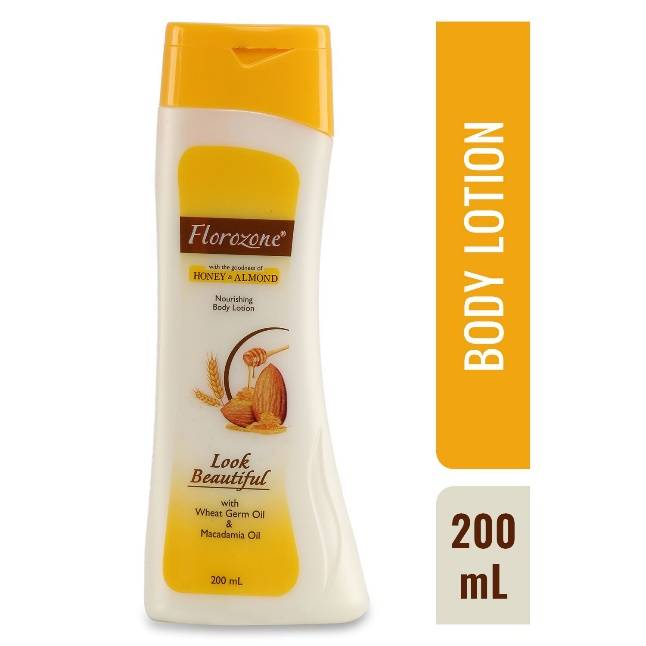 Florozone®
with the goodness of
HONEY & ALMOND
Nourishing
Body Lotion
Look
Beautiful
with
Wheat Germ Oil
&
Macadamia Oil
200 mL
BODY LOTION
200
mL